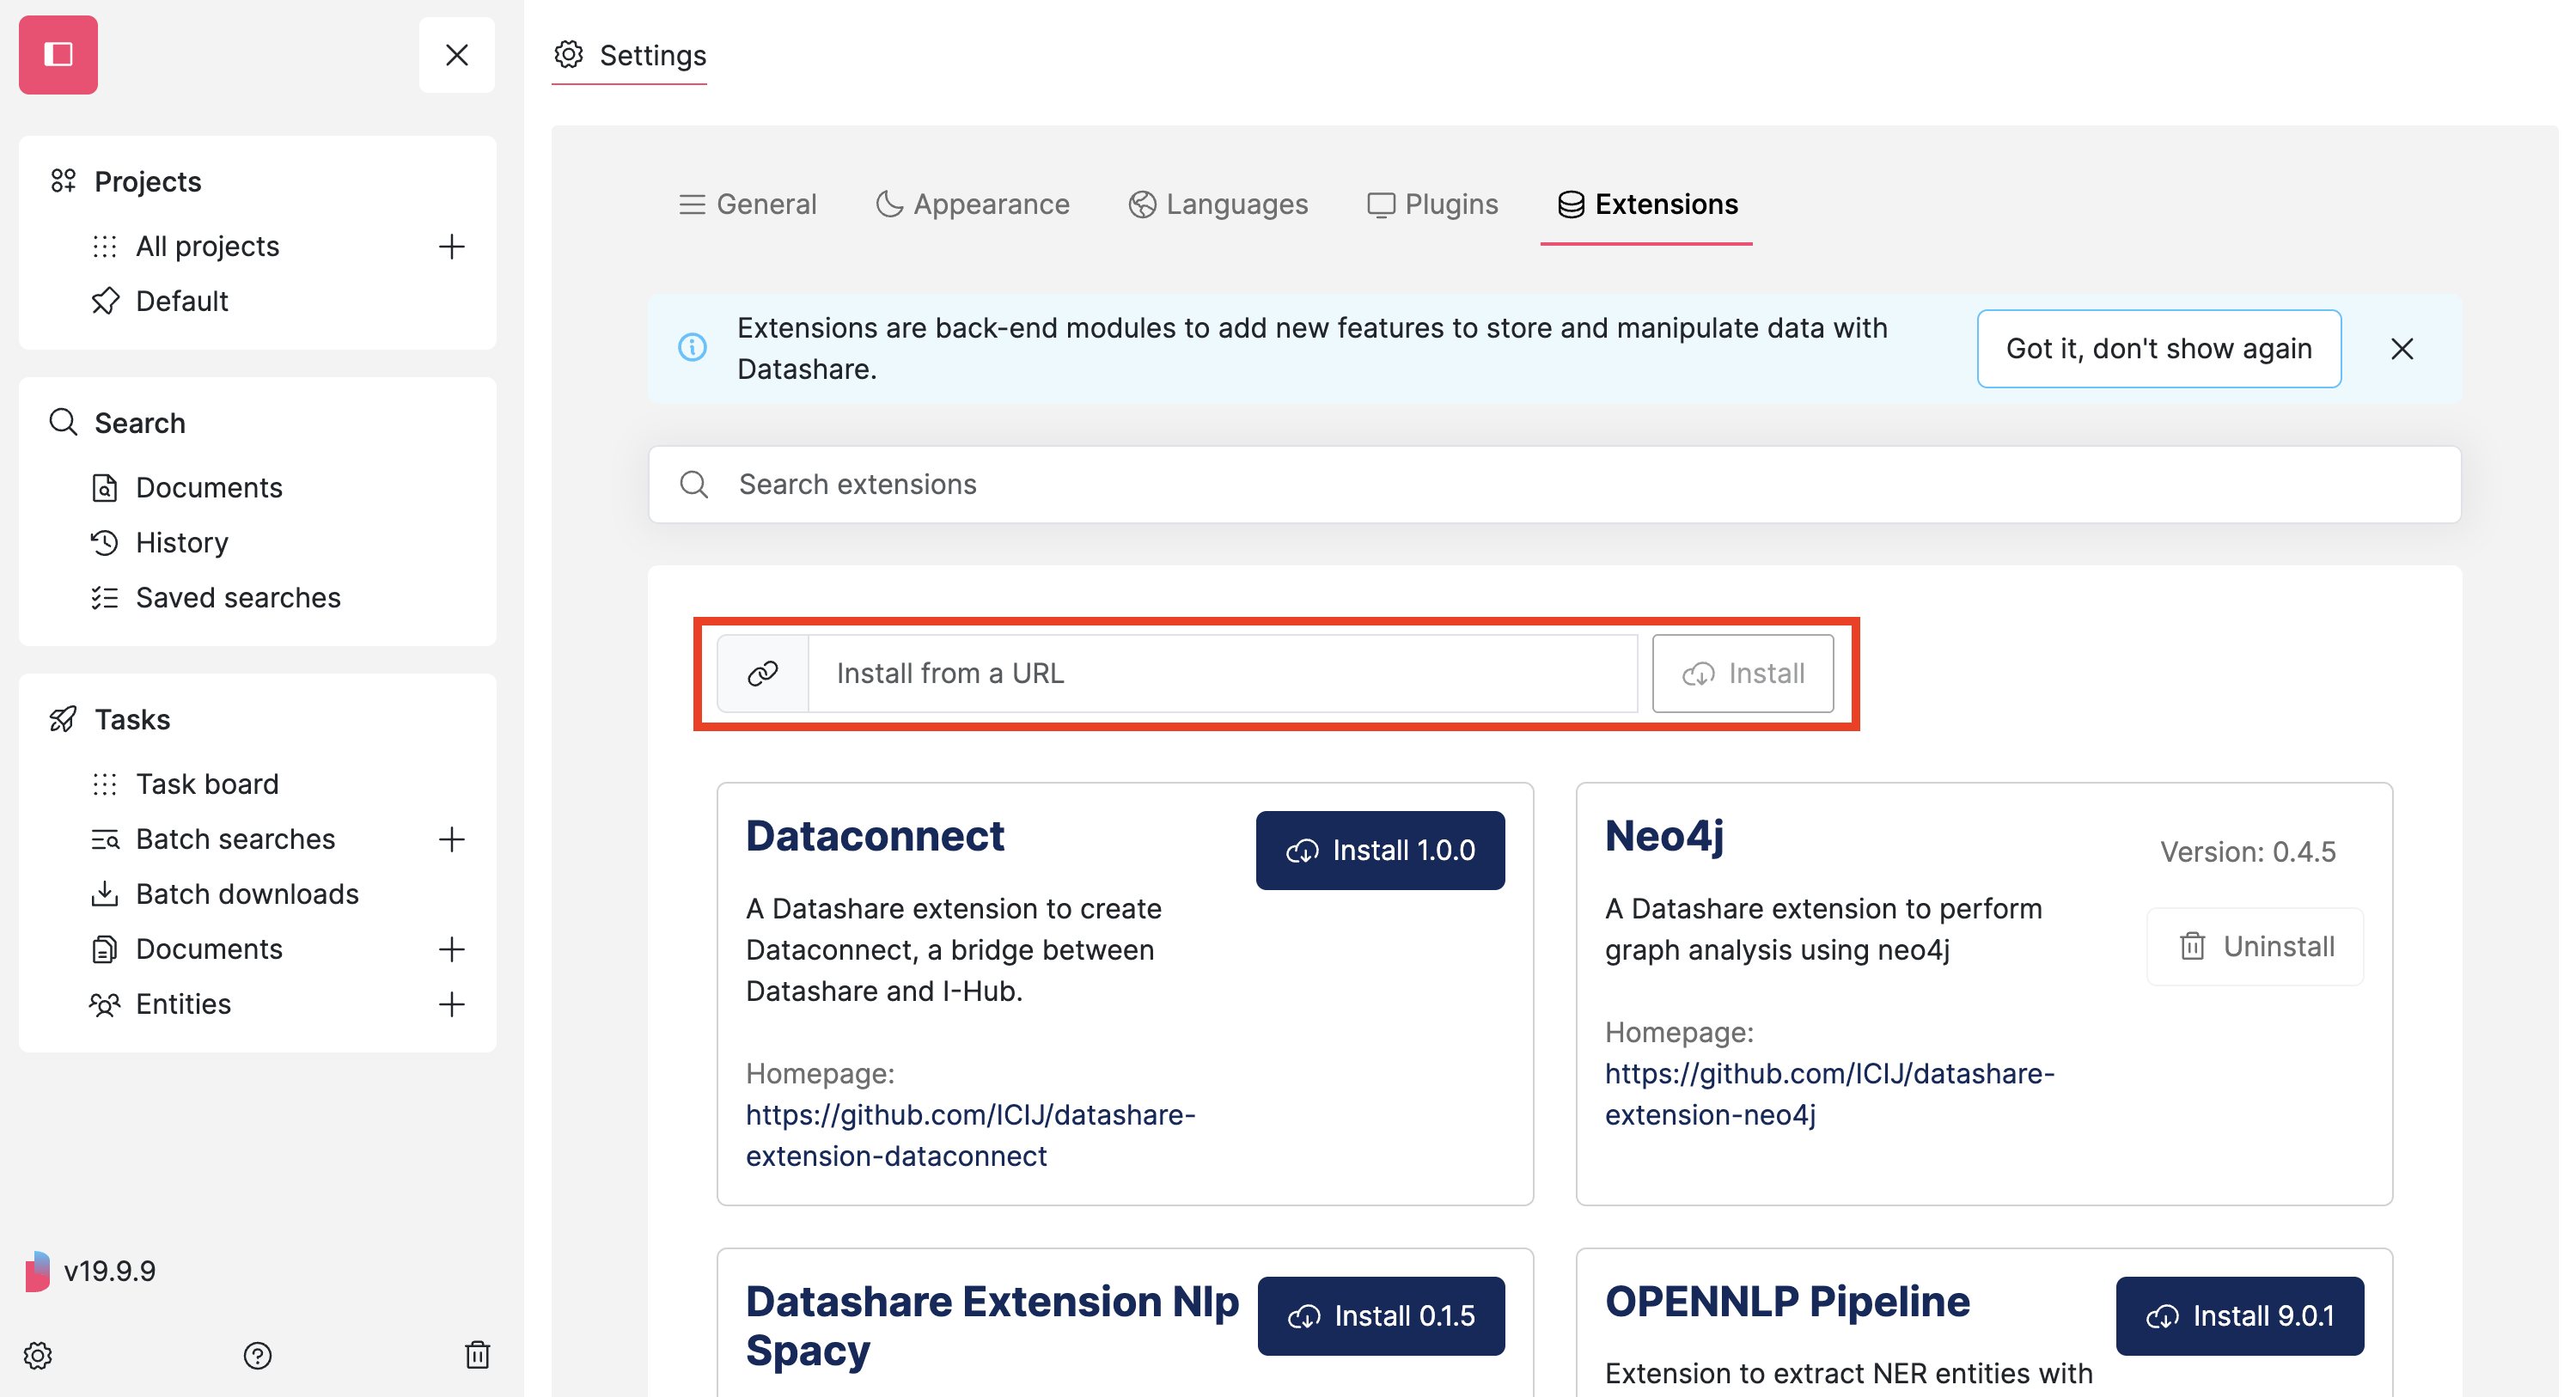 Projects
All projects
Default
Search
Documents
History
Saved searches
Tasks
Task board
Batch searches
Batch downloads
Documents
Entities
v19.9.9
Settings
General
Appearance
Languages
Plugins
Extensions
Extensions are back-end modules to add new features to store and manipulate data with
Datashare.
Got it, don't show again
Search extensions
Install from a URL
Install
Dataconnect
Install 1.0.0
A Datashare extension to create
Dataconnect, a bridge between
Datashare and I-Hub.
Homepage:
https://github.com/ICIJ/datashare-
extension-dataconnect
Neo4j
Version: 0.4.5
A Datashare extension to perform
graph analysis using neo4j
Uninstall
Homepage:
https://github.com/ICIJ/datashare-
extension-neo4j
Datashare Extension Nlp
Spacy
Install 0.1.5
OPENNLP Pipeline
Install 9.0.1
Extension to extract NER entities with